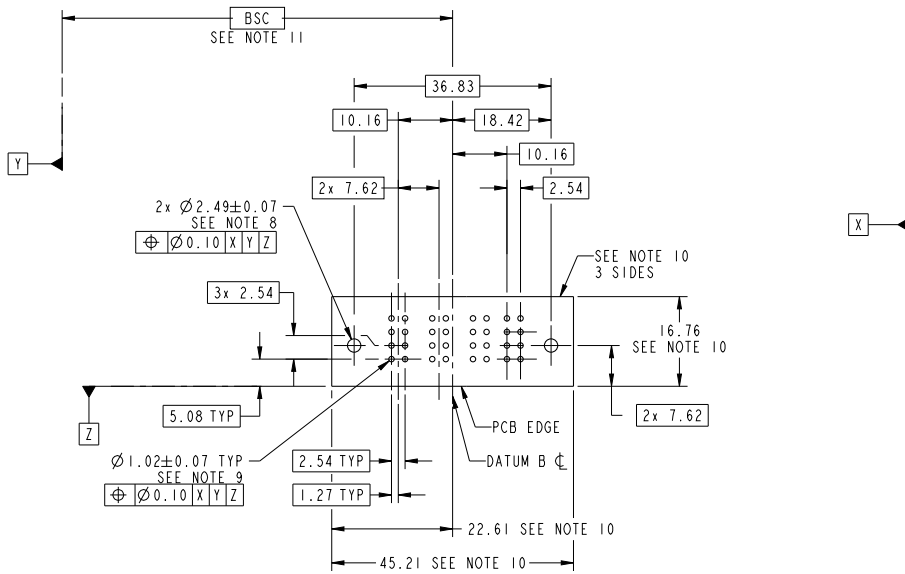 BSC
SEE NOTE 11
36.83
10.16
18.42
10.16
Y
2x 7.62
2.54
2x Ø2.49±0.07
SEE NOTE 8
⌖ Ø0.10 X Y Z
X
SEE NOTE 10
3 SIDES
3x 2.54
16.76
SEE NOTE 10
5.08 TYP
2x 7.62
Z
PCB EDGE
Ø1.02±0.07 TYP
SEE NOTE 9
⌖ Ø0.10 X Y Z
2.54 TYP
DATUM B ℄
1.27 TYP
22.61 SEE NOTE 10
45.21 SEE NOTE 10